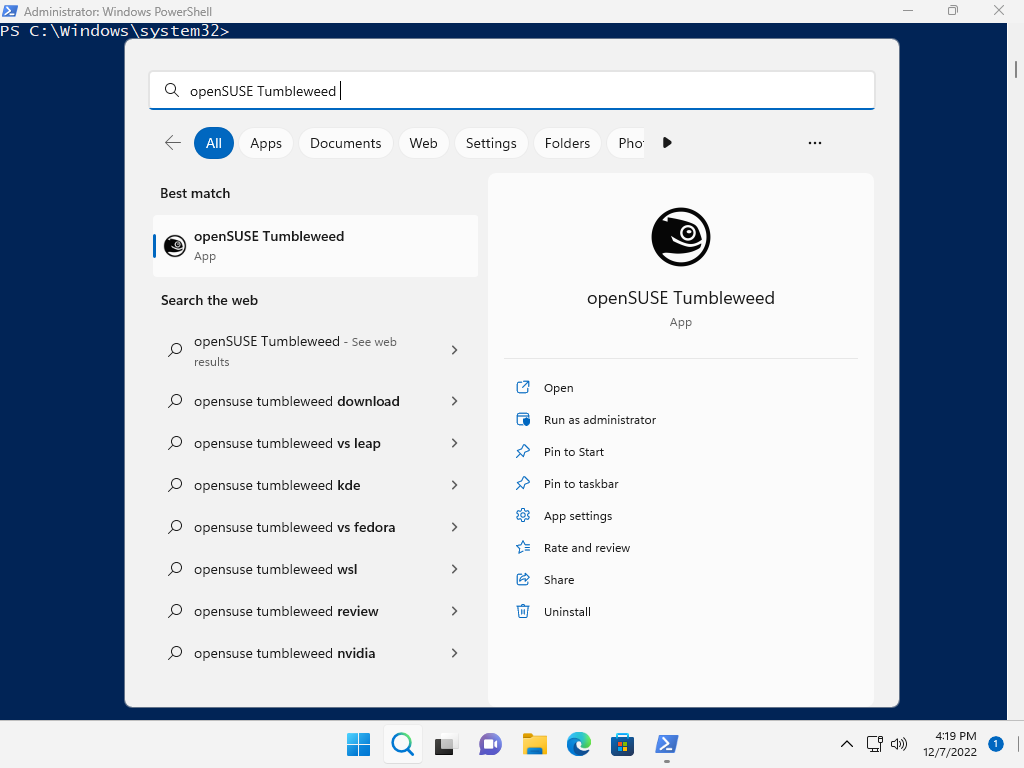 Administrator: Windows PowerShell
PS C:\Windows\system32>
openSUSE Tumbleweed
All Apps Documents Web Settings Folders Pho
Best match
openSUSE Tumbleweed
App
Search the web
openSUSE Tumbleweed - See web
results
opensuse tumbleweed download
opensuse tumbleweed vs leap
opensuse tumbleweed kde
opensuse tumbleweed vs fedora
opensuse tumbleweed wsl
opensuse tumbleweed review
opensuse tumbleweed nvidia
openSUSE Tumbleweed
App
Open
Run as administrator
Pin to Start
Pin to taskbar
App settings
Rate and review
Share
Uninstall
4:19 PM
12/7/2022
1